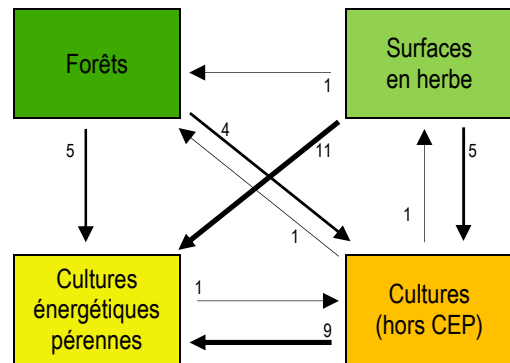 Forêts
Surfaces
en herbe
1
5
4
11
5
1
1
Cultures
énergétiques
pérennes
1
9
Cultures
(hors CEP)